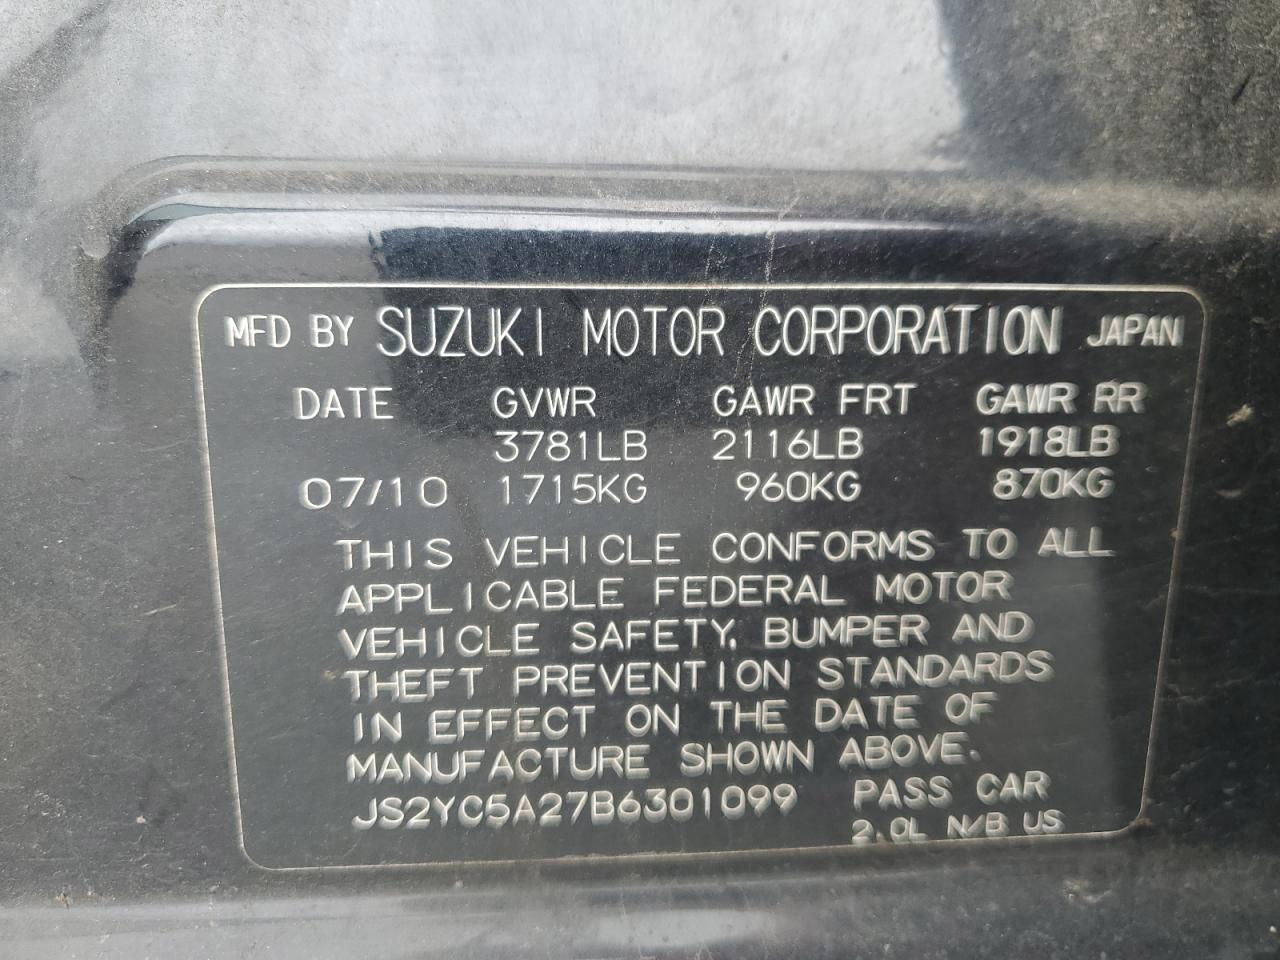 MFD BY SUZUKI MOTOR CORPORATION JAPAN
DATE GVWR GAWR FRT GAWR RR
3781LB 2116LB 1918LB
07/10 1715KG 960KG 870KG
THIS VEHICLE CONFORMS TO ALL
APPLICABLE FEDERAL MOTOR
VEHICLE SAFETY, BUMPER AND
THEFT PREVENTION STANDARDS
IN EFFECT ON THE DATE OF
MANUFACTURE SHOWN ABOVE.
JS2YC5A27B6301099 PASS CAR
2.0L N/B US